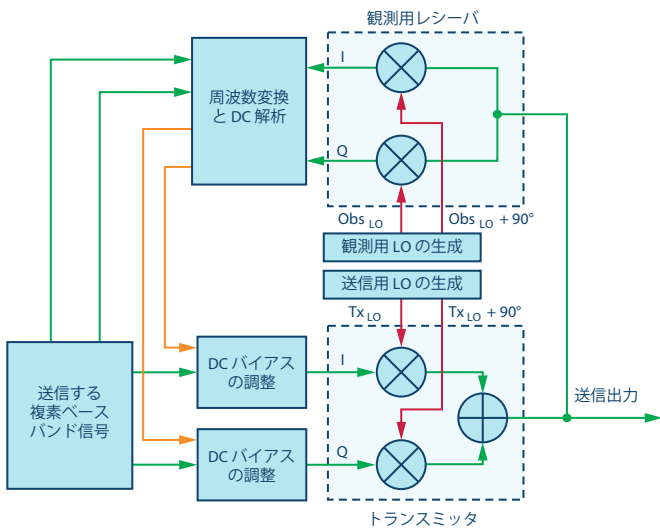 観測用レシーバ
I
周波数変換
と DC 解析
Q
Obs LO
Obs LO + 90°
観測用 LO の生成
送信用 LO の生成
Tx LO
Tx LO + 90°
送信する
複素ベース
バンド信号
DC バイアス
の調整
I
送信出力
DC バイアス
の調整
Q
トランスミッタ